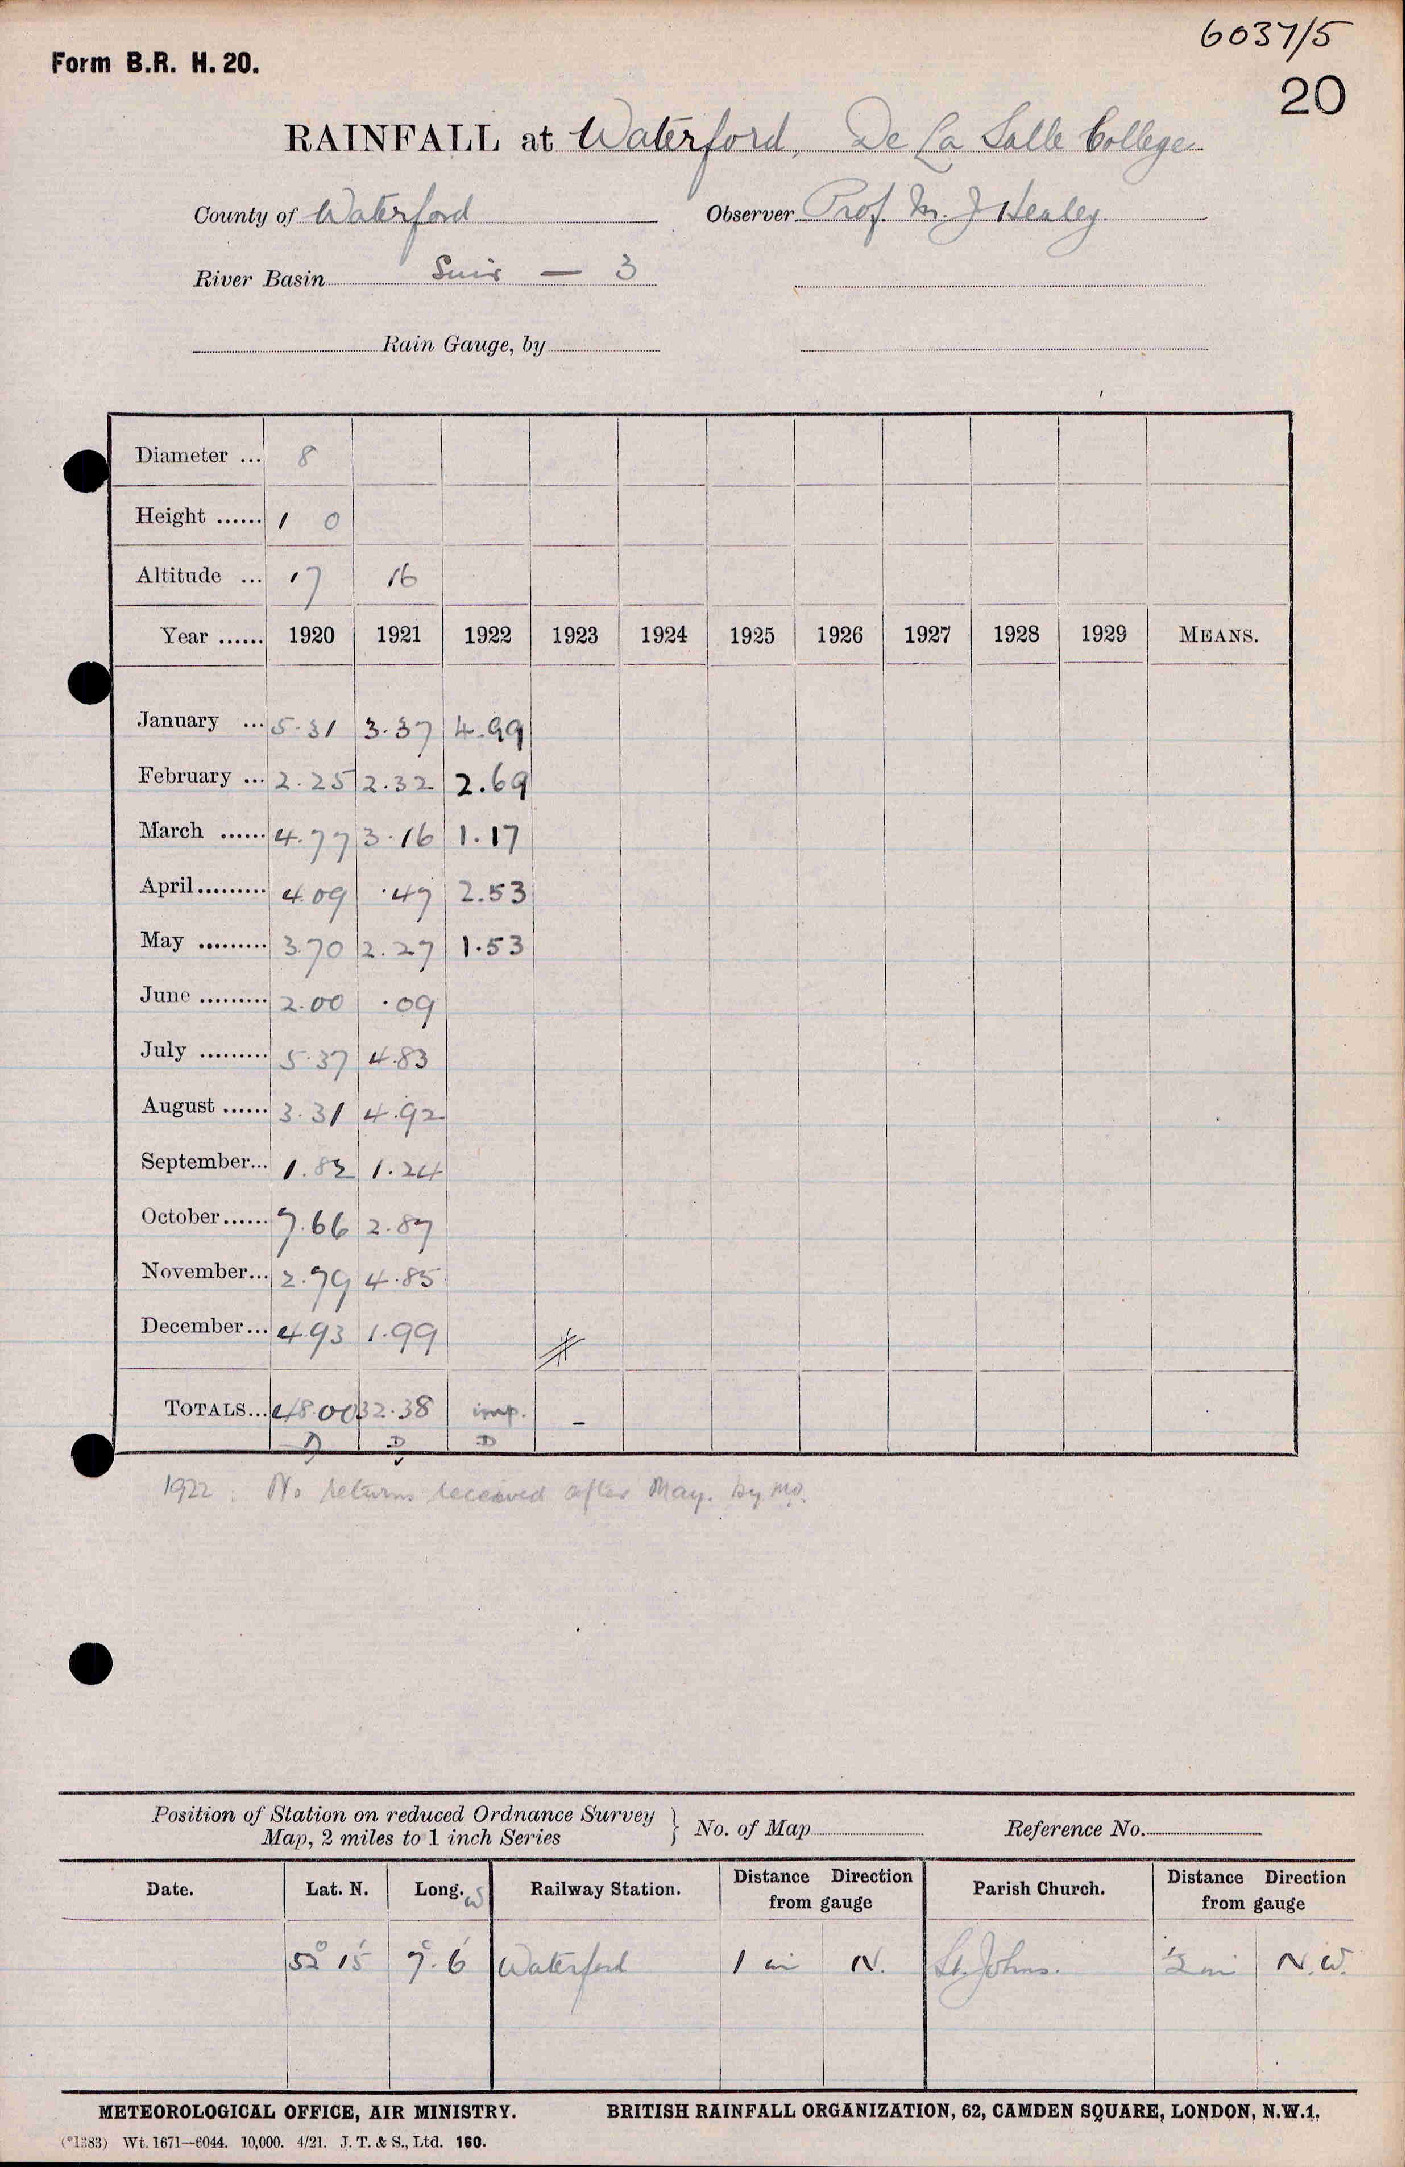 6037/5
Form B.R. H. 20.
20
RAINFALL at Waterford, De La Salle College
County of Waterford Observer Prof. M. J Healey
River Basin Suir — 3
Rain Gauge, by
Diameter ... 8
Height ...... 1 0
Altitude ... 17 16
Year ...... 1920 1921 1922 1923 1924 1925 1926 1927 1928 1929 MEANS.
January ... 5.31 3.37 4.99
February ... 2.25 2.32 2.69
March ...... 4.77 3.16 1.17
April......... 4.09 .47 2.53
May ......... 3.70 2.27 1.53
June ......... 2.00 .09
July ......... 5.37 4.83
August ...... 3.31 4.92
September... 1.82 1.24
October...... 7.66 2.87
November... 2.79 4.85
December... 4.93 1.99
TOTALS... 48.00 32.38 imp. –
D D D
1922. No returns received after May. by MO.
Position of Station on reduced Ordnance Survey
Map, 2 miles to 1 inch Series } No. of Map Reference No.
Date. Lat. N. Long. W Railway Station. Distance Direction from gauge Parish Church. Distance Direction from gauge
52° 15' 7° 6' Waterford 1 mi N. St. Johns. ½ mi N.W.
METEOROLOGICAL OFFICE, AIR MINISTRY. BRITISH RAINFALL ORGANIZATION, 62, CAMDEN SQUARE, LONDON, N.W.1.
(*1383) Wt. 1671—6044. 10,000. 4/21. J. T. & S., Ltd. 160.